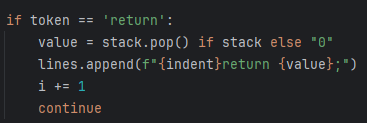 if token == 'return':
    value = stack.pop() if stack else "0"
    lines.append(f"{indent}return {value};")
    i += 1
    continue